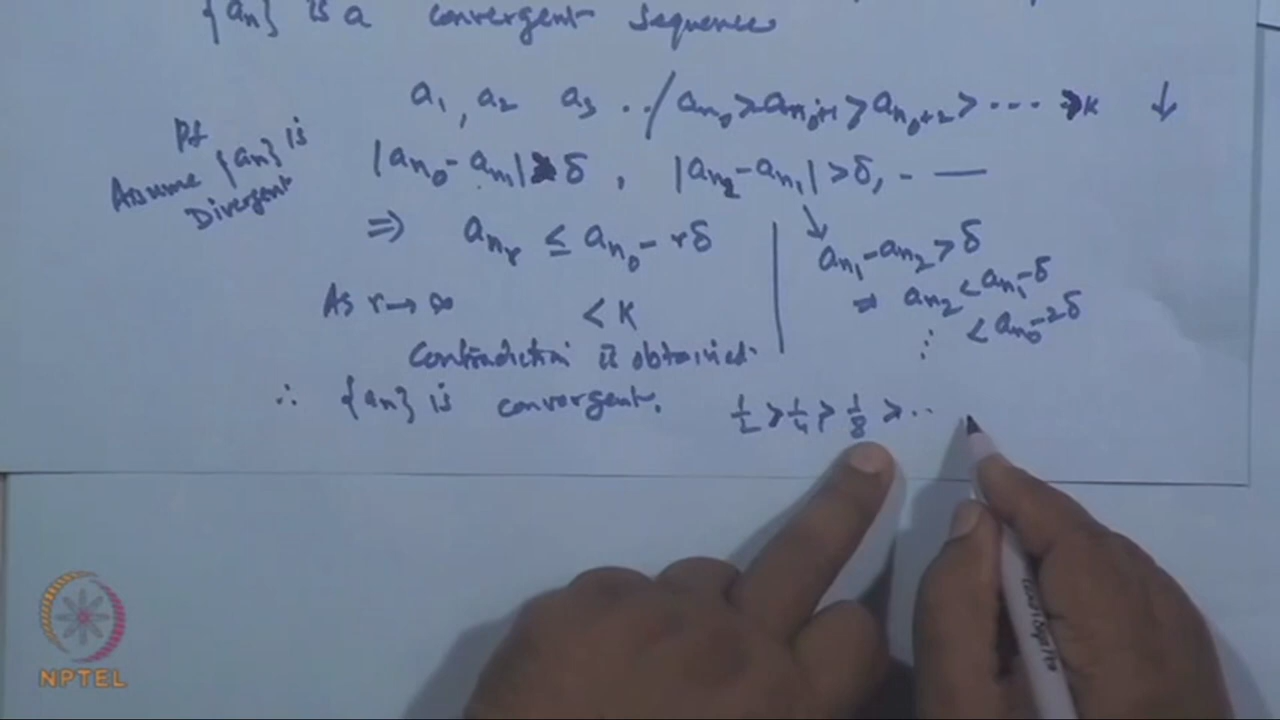 {an} is a convergent sequence
a1, a2 a3 .. / an0 > an0+1 > an0+2 > ... > K ↓
Pf
Assume {an} is Divergent
|an0 - an1| > δ, |an2 - an1| > δ, - —
⇒ anr ≤ an0 - rδ
an1 - an2 > δ
⇒ an2 < an1 - δ
< an0 - 2δ
As r → ∞ < K
Contradiction is obtained.
∴ {an} is convergent.
1/2 > 1/4 > 1/8 > ..
NPTEL